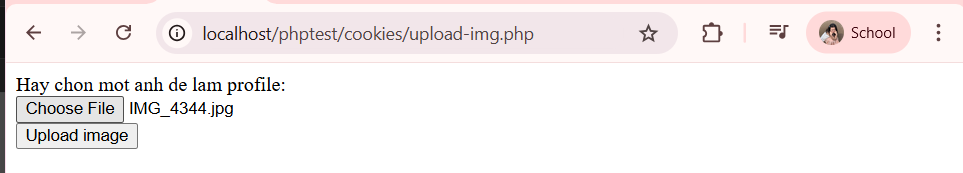 localhost/phptest/cookies/upload-img.php
School
Hay chon mot anh de lam profile:
Choose File IMG_4344.jpg
Upload image